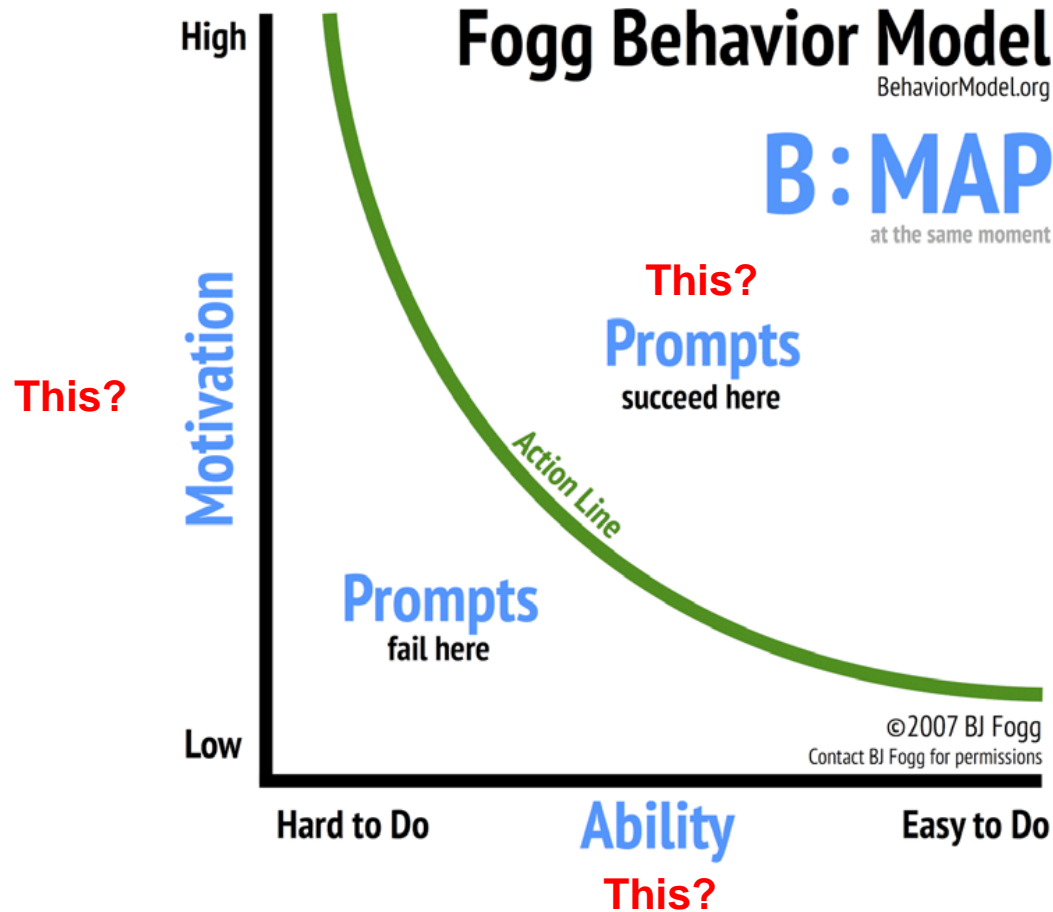 High
Fogg Behavior Model
BehaviorModel.org
B:MAP
at the same moment
This?
Prompts
succeed here
Motivation
This?
Action Line
Prompts
fail here
Low
©2007 BJ Fogg
Contact BJ Fogg for permissions
Hard to Do
Ability
Easy to Do
This?